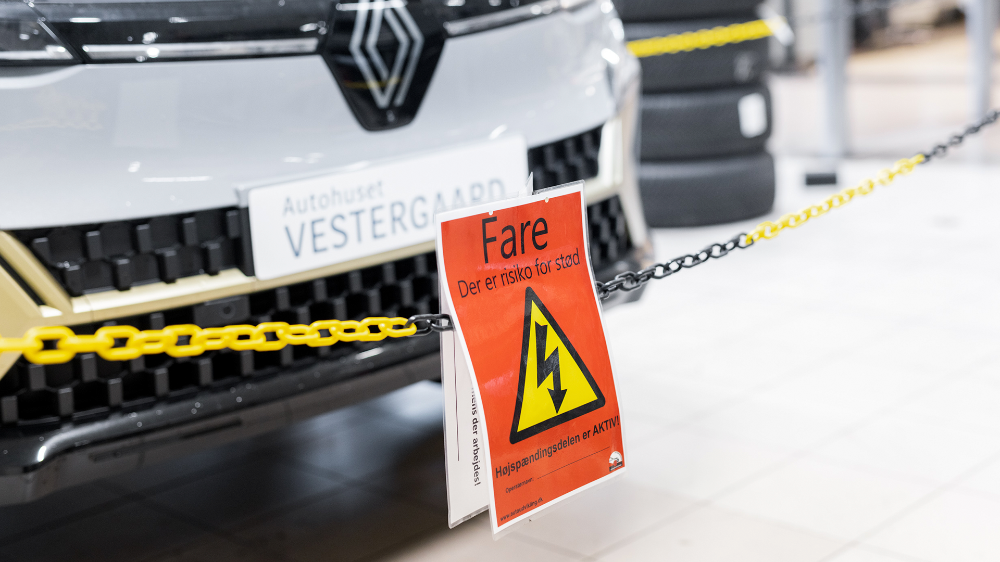 Autohuset
VESTERGAARD
Fare
Der er risiko for stød
Højspændingsdelen er AKTIV!
Operatørnavn:
www.autoudvikling.dk
der arbejdes!